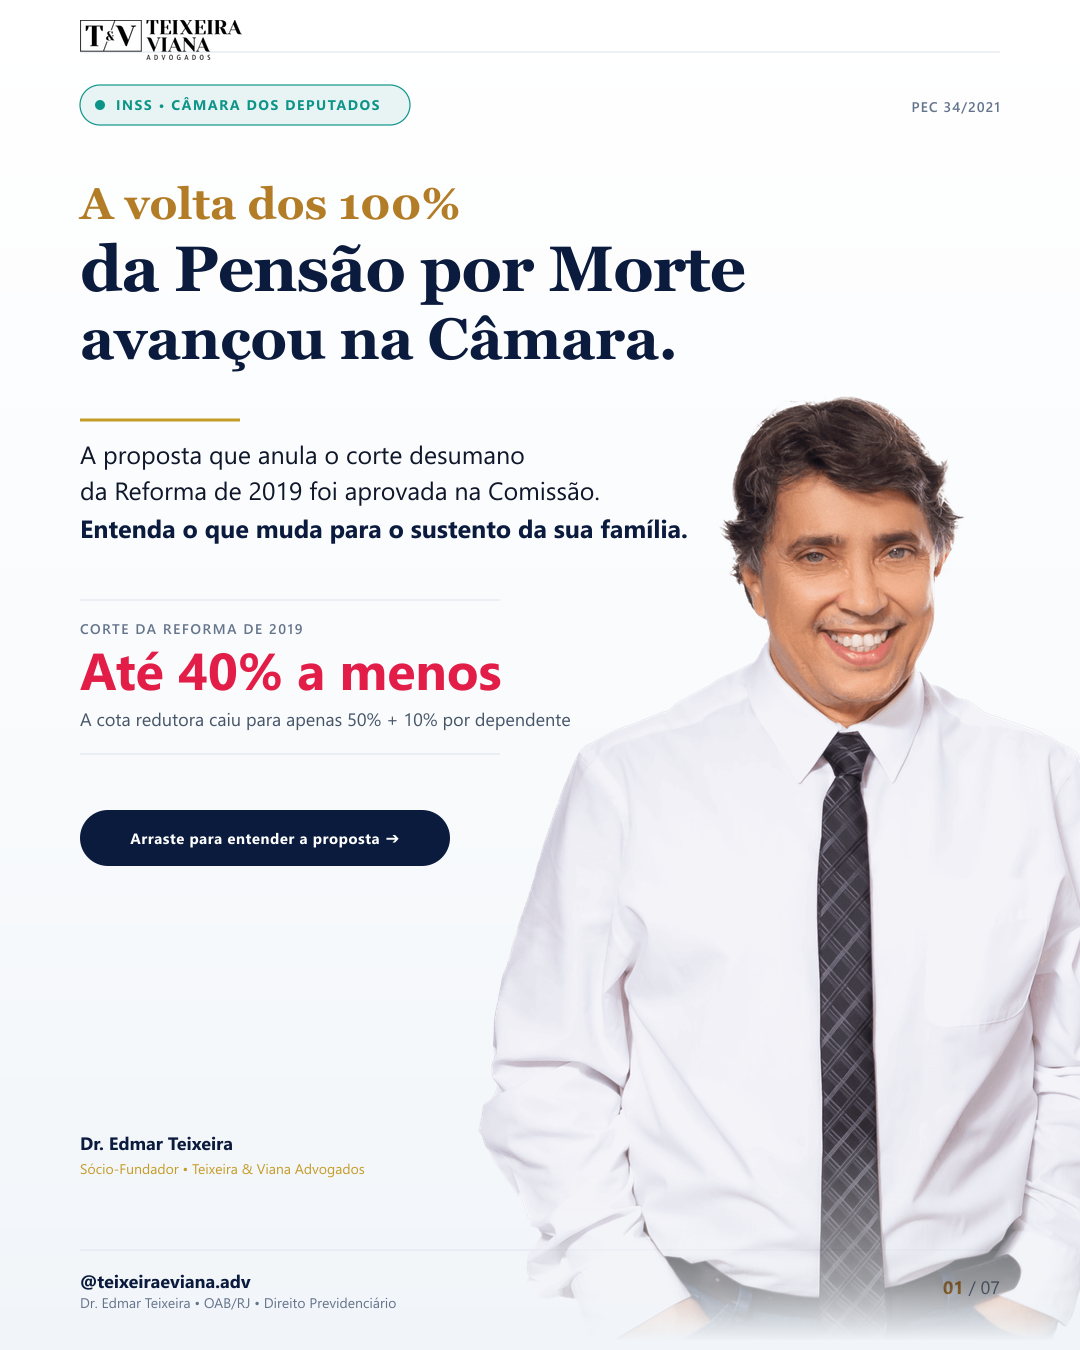 T&V TEIXEIRA
VIANA
ADVOGADOS
INSS • CÂMARA DOS DEPUTADOS
PEC 34/2021
A volta dos 100%
da Pensão por Morte
avançou na Câmara.
A proposta que anula o corte desumano
da Reforma de 2019 foi aprovada na Comissão.
Entenda o que muda para o sustento da sua família.
CORTE DA REFORMA DE 2019
Até 40% a menos
A cota redutora caiu para apenas 50% + 10% por dependente
Arraste para entender a proposta →
Dr. Edmar Teixeira
Sócio-Fundador • Teixeira & Viana Advogados
@teixeiraeviana.adv
Dr. Edmar Teixeira • OAB/RJ • Direito Previdenciário
01 / 07